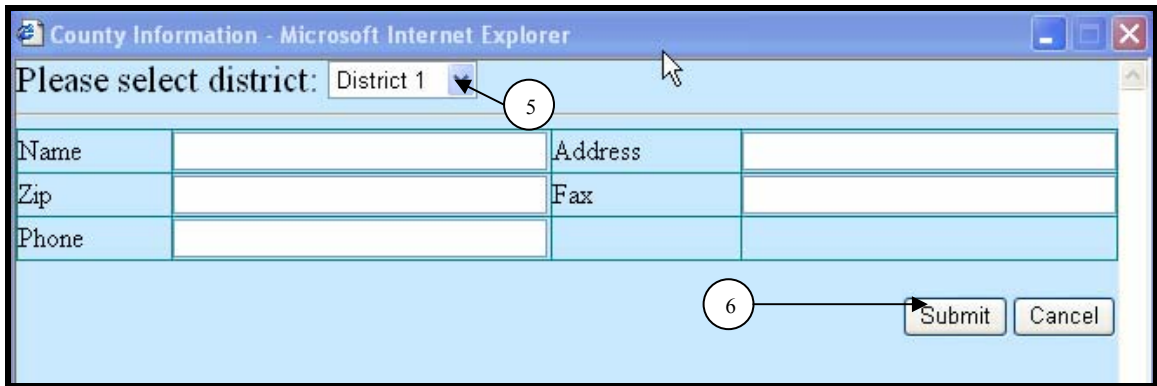 County Information - Microsoft Internet Explorer
Please select district: District 1
5
Name Address
Zip Fax
Phone
6
Submit Cancel